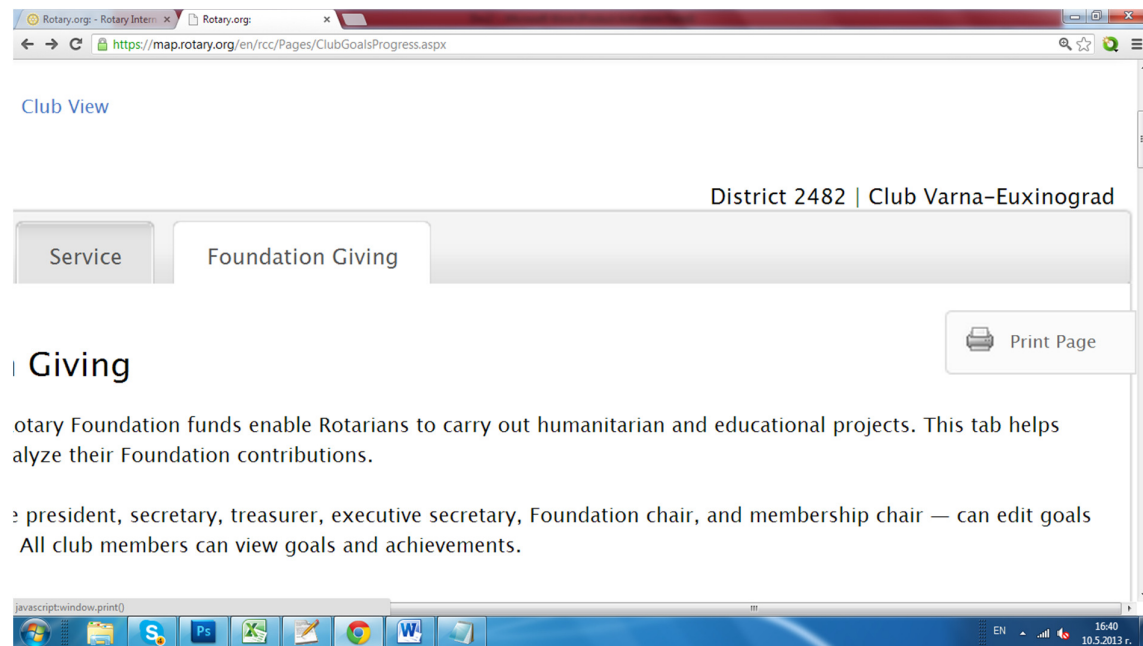 Rotary.org: - Rotary Intern
Rotary.org:
https://map.rotary.org/en/rcc/Pages/ClubGoalsProgress.aspx
Club View
District 2482 | Club Varna-Euxinograd
Service
Foundation Giving
Print Page
Giving
otary Foundation funds enable Rotarians to carry out humanitarian and educational projects. This tab helps
alyze their Foundation contributions.
e president, secretary, treasurer, executive secretary, Foundation chair, and membership chair — can edit goals
All club members can view goals and achievements.
javascript:window.print()
S
Ps
W
EN
16:40
10.5.2013 г.